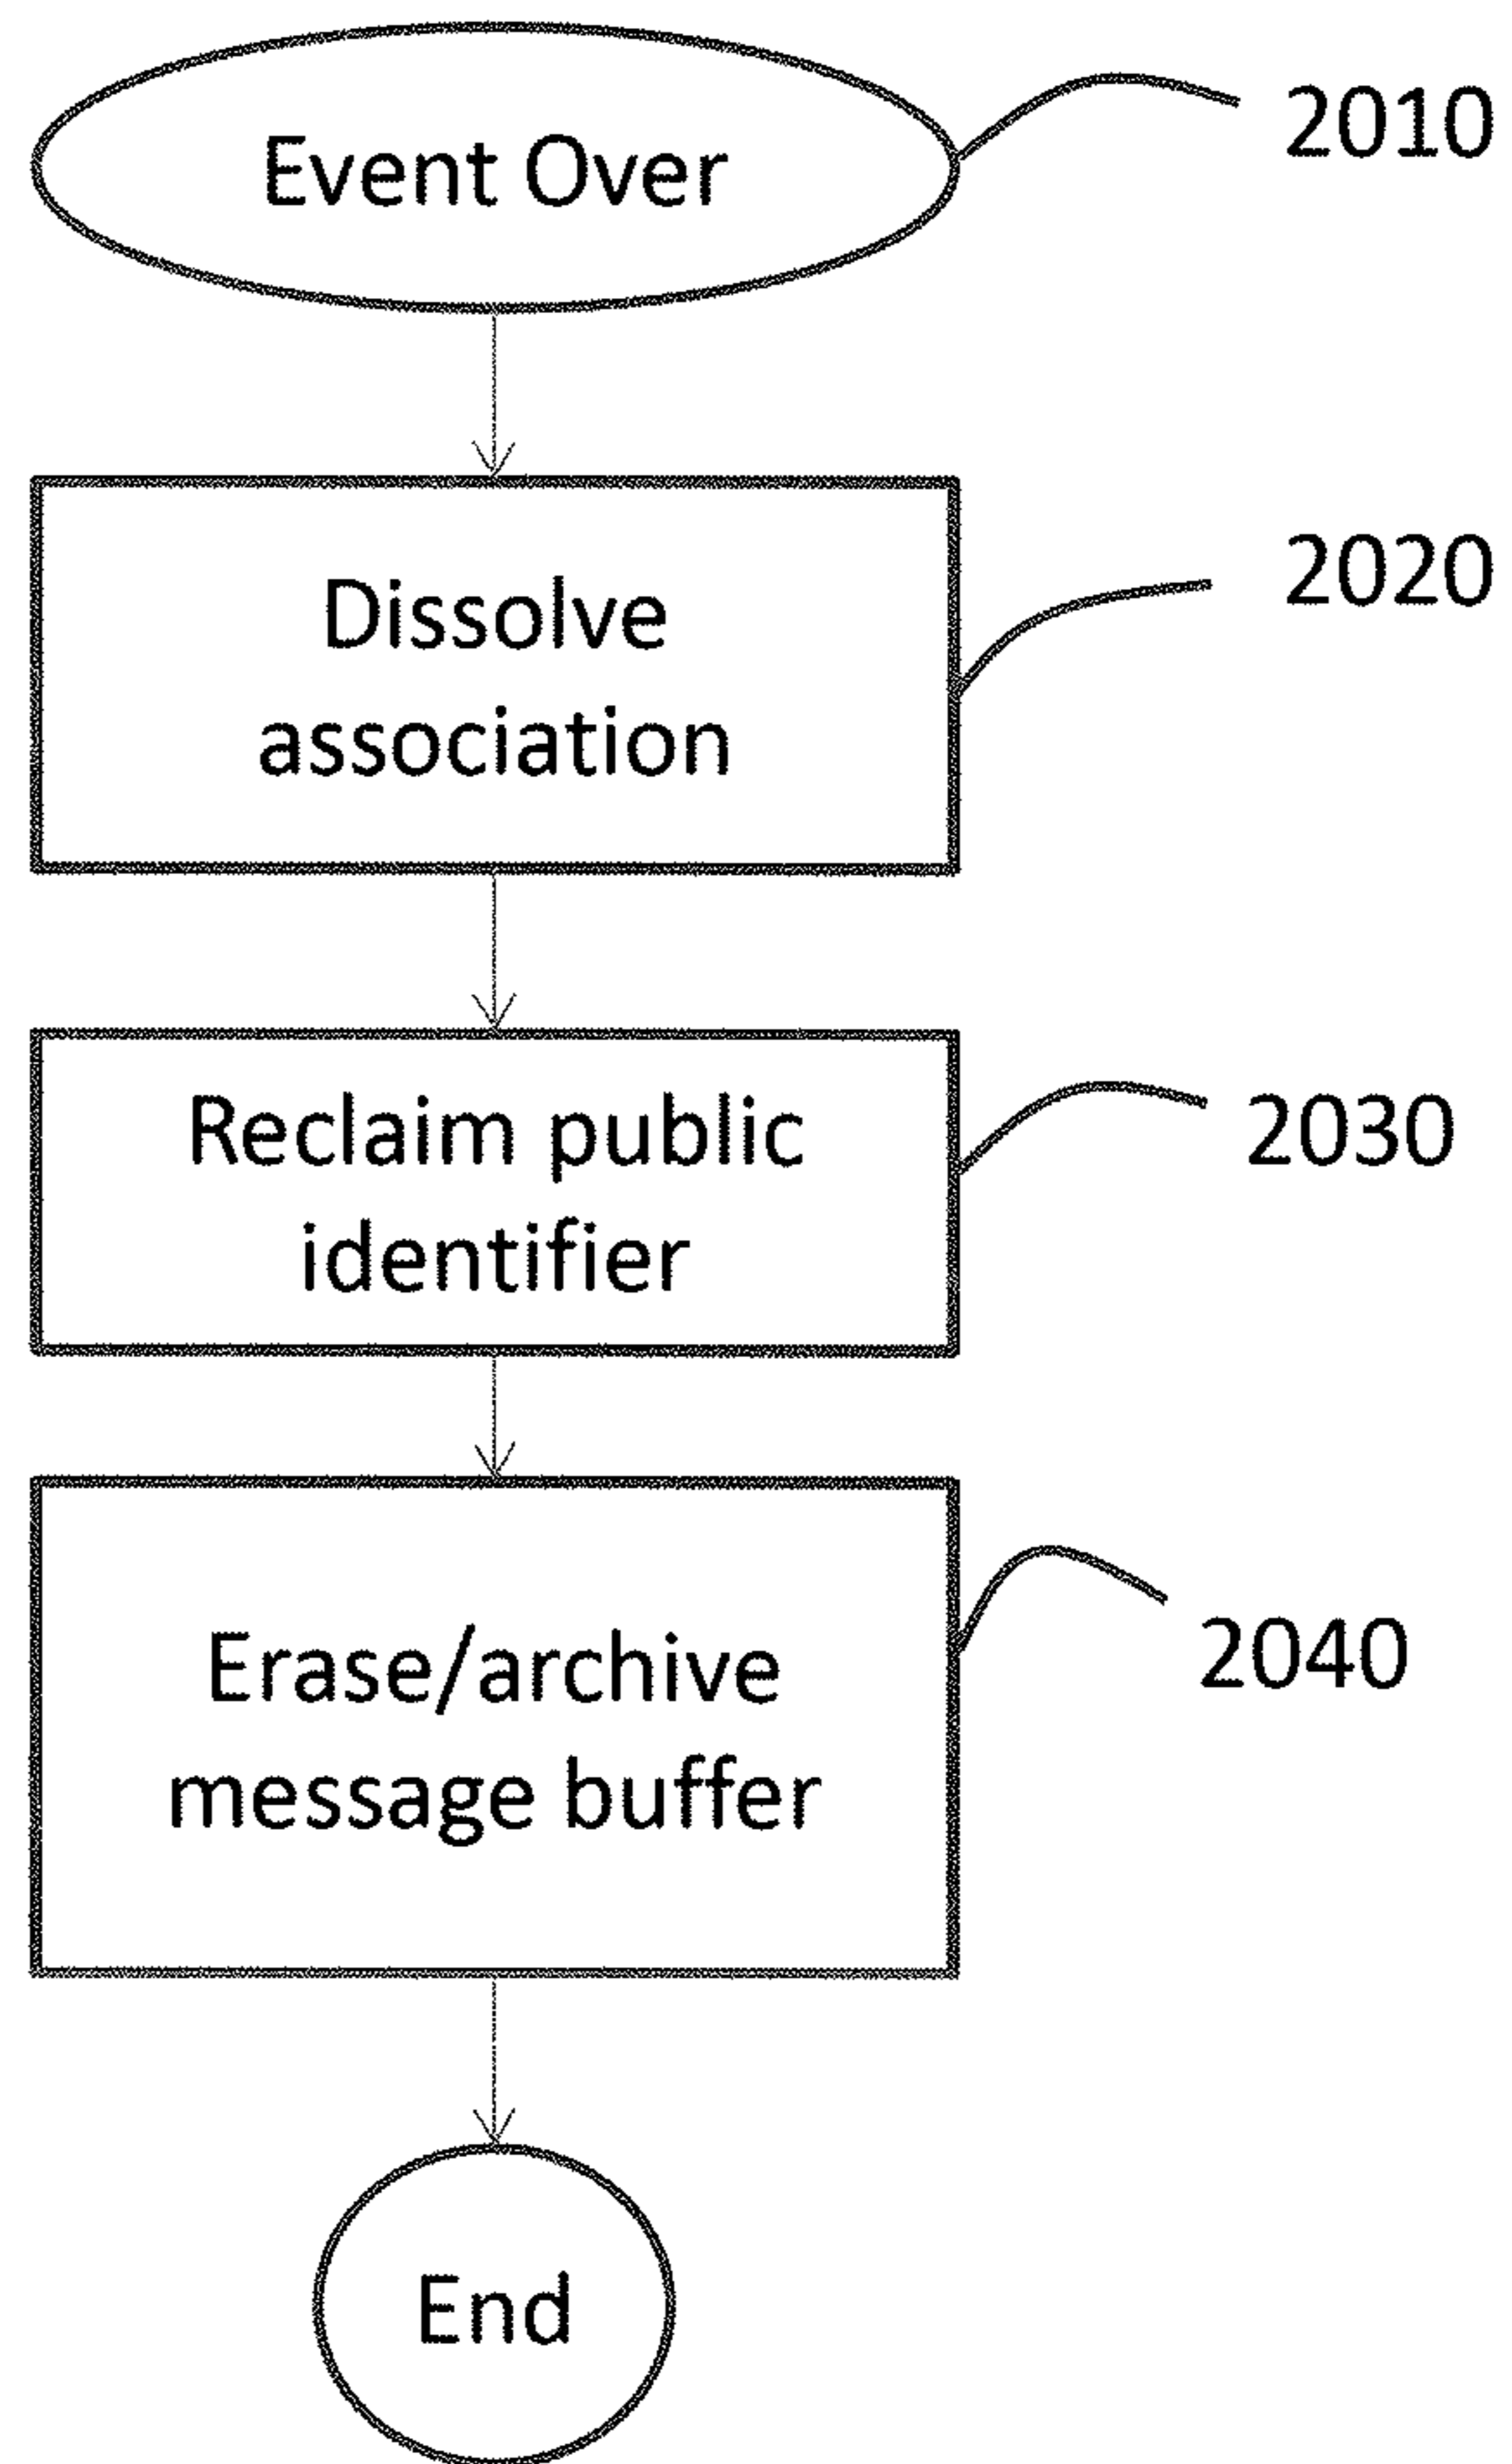 Event Over
2010
Dissolve
association
2020
Reclaim public
identifier
2030
Erase/archive
message buffer
2040
End